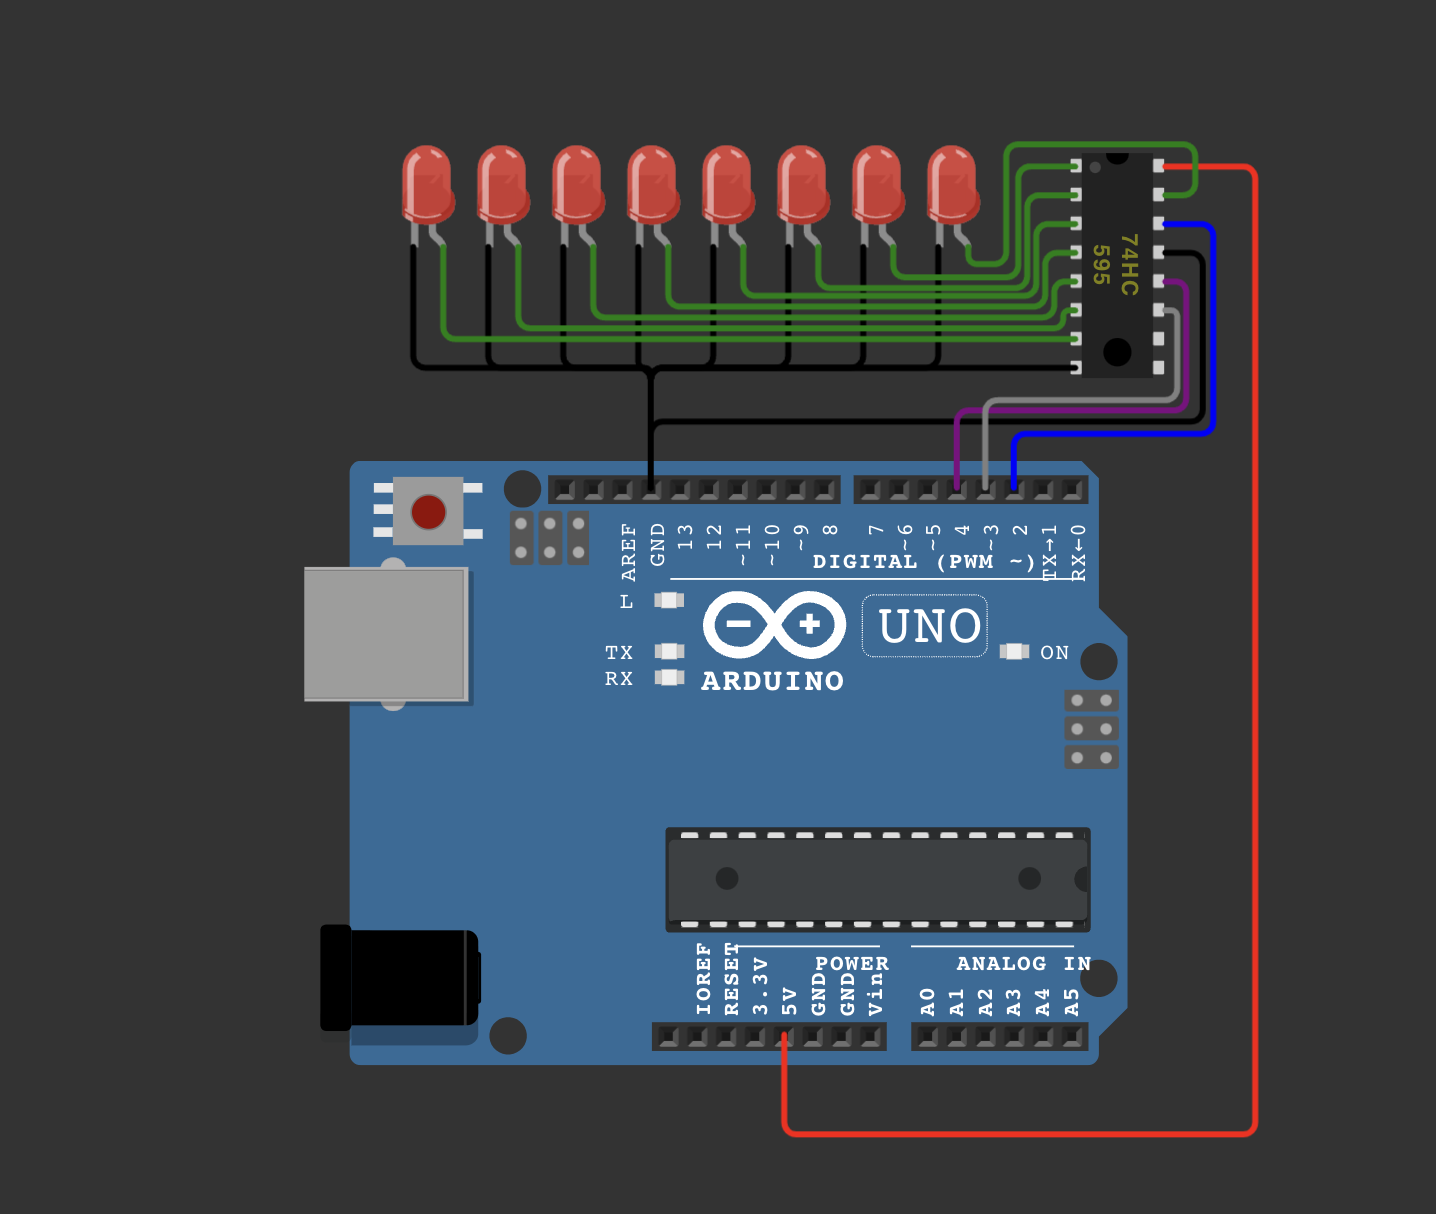 74HC
595
AREF
GND
13
12
~11
~10
~9
8
7
~6
~5
4
~3
2
TX→1
RX←0
DIGITAL (PWM ~)
L
TX
RX
UNO
ON
ARDUINO
IOREF
RESET
3.3V
5V
GND
GND
Vin
POWER
ANALOG IN
A0
A1
A2
A3
A4
A5